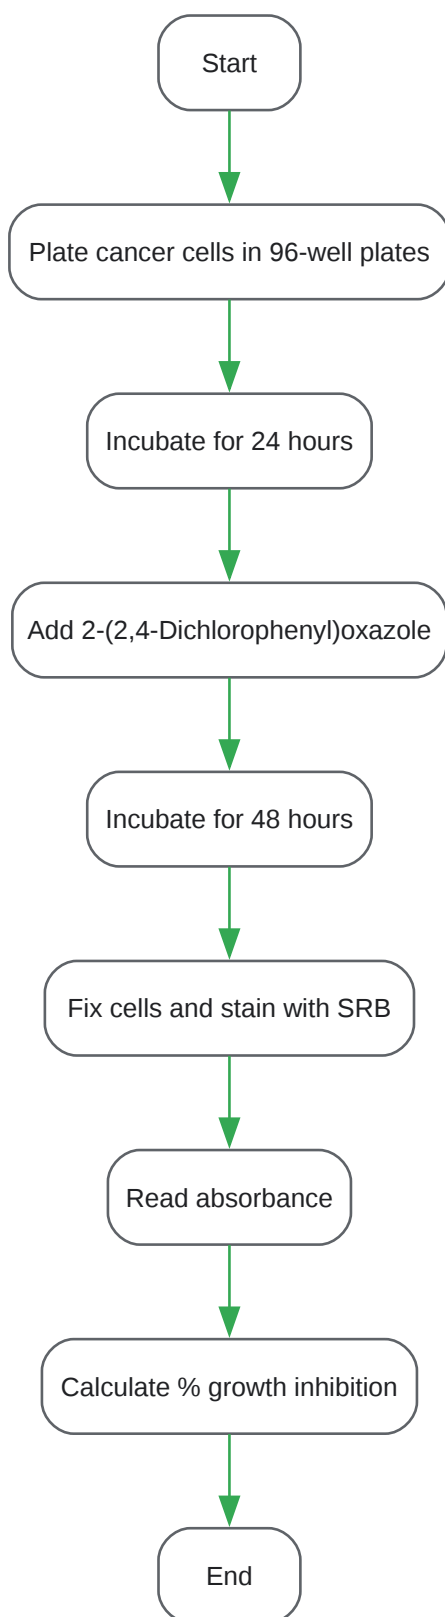 Start
Plate cancer cells in 96-well plates
Incubate for 24 hours
Add 2-(2,4-Dichlorophenyl)oxazole
Incubate for 48 hours
Fix cells and stain with SRB
Read absorbance
Calculate % growth inhibition
End